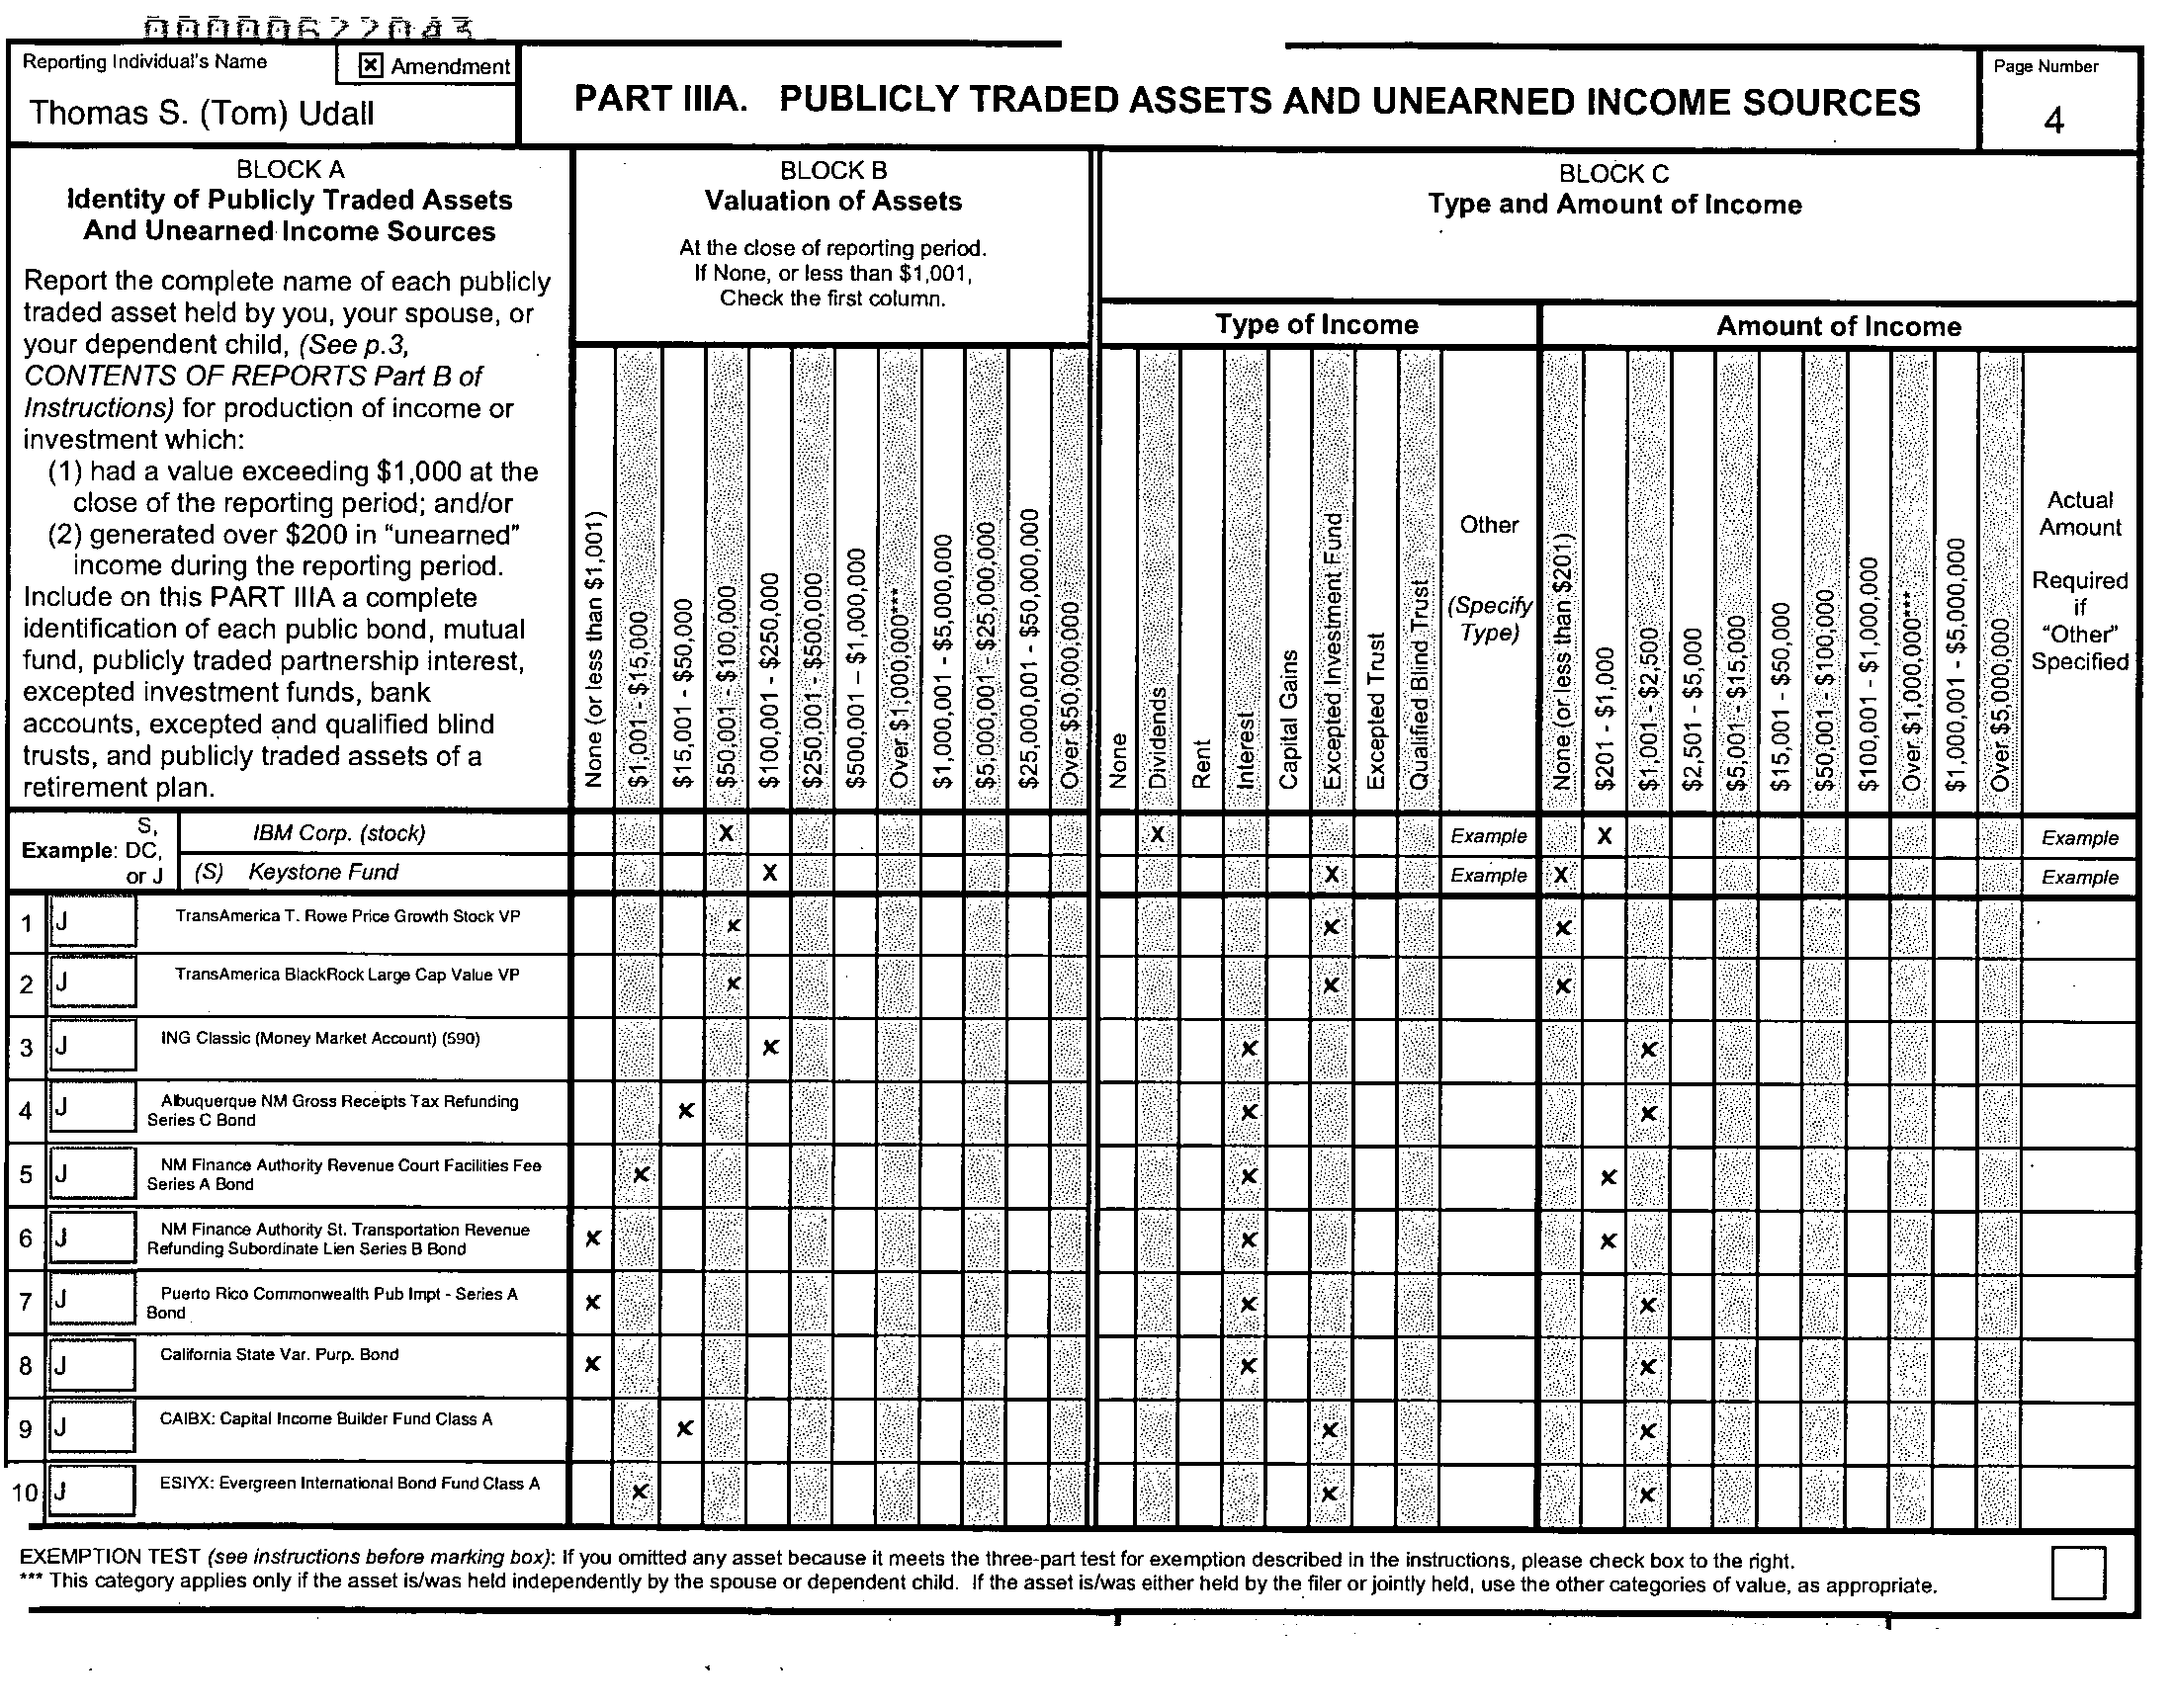 00000622043
Reporting Individual's Name
☒ Amendment
Thomas S. (Tom) Udall
PART IIIA. PUBLICLY TRADED ASSETS AND UNEARNED INCOME SOURCES
Page Number
4
BLOCK A
Identity of Publicly Traded Assets
And Unearned Income Sources
Report the complete name of each publicly
traded asset held by you, your spouse, or
your dependent child, (See p.3,
CONTENTS OF REPORTS Part B of
Instructions) for production of income or
investment which:
(1) had a value exceeding $1,000 at the
close of the reporting period; and/or
(2) generated over $200 in “unearned”
income during the reporting period.
Include on this PART IIIA a complete
identification of each public bond, mutual
fund, publicly traded partnership interest,
excepted investment funds, bank
accounts, excepted and qualified blind
trusts, and publicly traded assets of a
retirement plan.
BLOCK B
Valuation of Assets
At the close of reporting period.
If None, or less than $1,001,
Check the first column.
None (or less than $1,001)
$1,001 - $15,000
$15,001 - $50,000
$50,001 - $100,000
$100,001 - $250,000
$250,001 - $500,000
$500,001 – $1,000,000
Over $1,000,000***
$1,000,001 - $5,000,000
$5,000,001 - $25,000,000
$25,000,001 - $50,000,000
Over $50,000,000
BLOCK C
Type and Amount of Income
Type of Income
None
Dividends
Rent
Interest
Capital Gains
Excepted Investment Fund
Excepted Trust
Qualified Blind Trust
Other
(Specify
Type)
Amount of Income
None (or less than $201)
$201 - $1,000
$1,001 - $2,500
$2,501 - $5,000
$5,001 - $15,000
$15,001 - $50,000
$50,001 - $100,000
$100,001 - $1,000,000
Over $1,000,000***
$1,000,001 - $5,000,000
Over $5,000,000
Actual
Amount
Required
if
“Other”
Specified
Example: S,
DC,
or J
IBM Corp. (stock) X X Example X Example
(S) Keystone Fund X X Example X Example
1 J TransAmerica T. Rowe Price Growth Stock VP x x x
2 J TransAmerica BlackRock Large Cap Value VP x x x
3 J ING Classic (Money Market Account) (590) x x x
4 J Albuquerque NM Gross Receipts Tax Refunding x x x
Series C Bond
5 J NM Finance Authority Revenue Court Facilities Fee x x x
Series A Bond
6 J NM Finance Authority St. Transportation Revenue x x x
Refunding Subordinate Lien Series B Bond
7 J Puerto Rico Commonwealth Pub Impt - Series A x x x
Bond
8 J California State Var. Purp. Bond x x x
9 J CAIBX: Capital Income Builder Fund Class A x x x
10 J ESIYX: Evergreen International Bond Fund Class A x x x
EXEMPTION TEST (see instructions before marking box): If you omitted any asset because it meets the three-part test for exemption described in the instructions, please check box to the right.
*** This category applies only if the asset is/was held independently by the spouse or dependent child. If the asset is/was either held by the filer or jointly held, use the other categories of value, as appropriate.